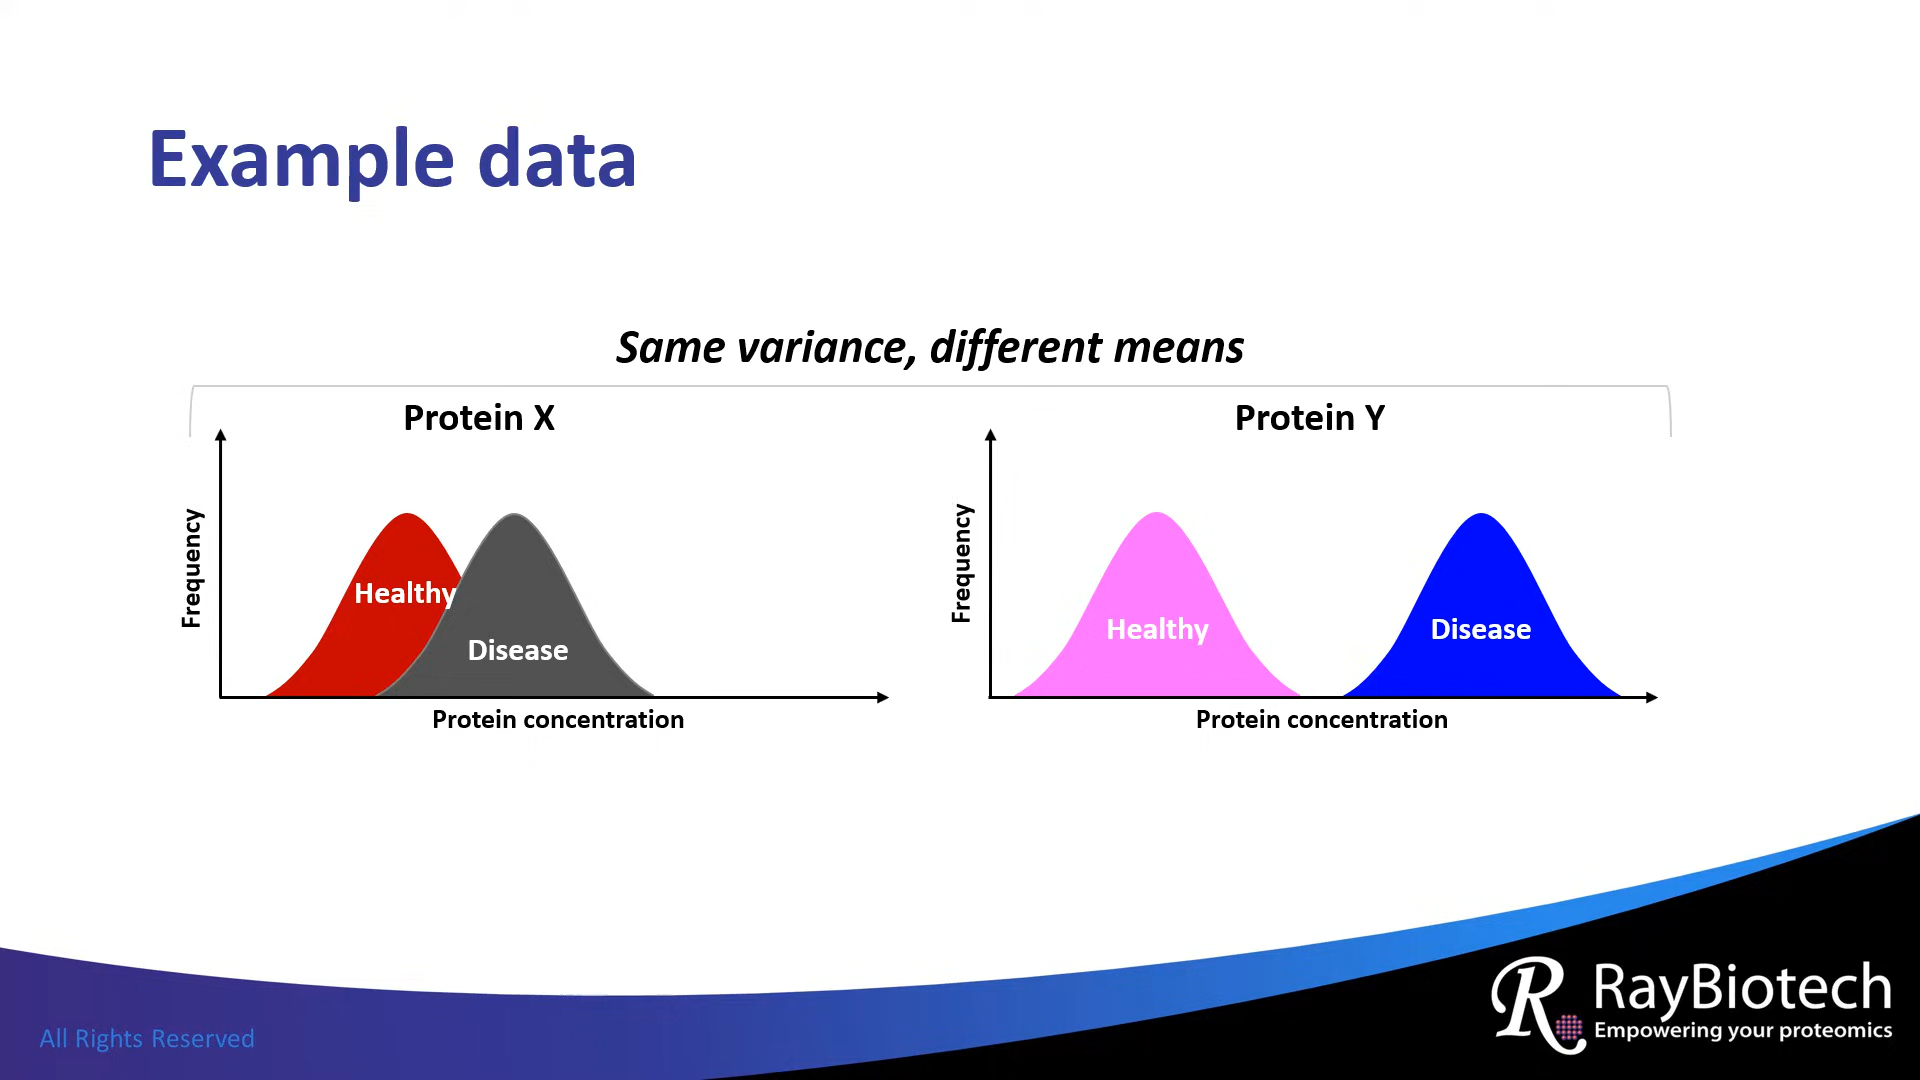 Example data
Same variance, different means
Protein X
Frequency
Healthy
Disease
Protein concentration
Protein Y
Frequency
Healthy
Disease
Protein concentration
All Rights Reserved
R
RayBiotech
Empowering your proteomics